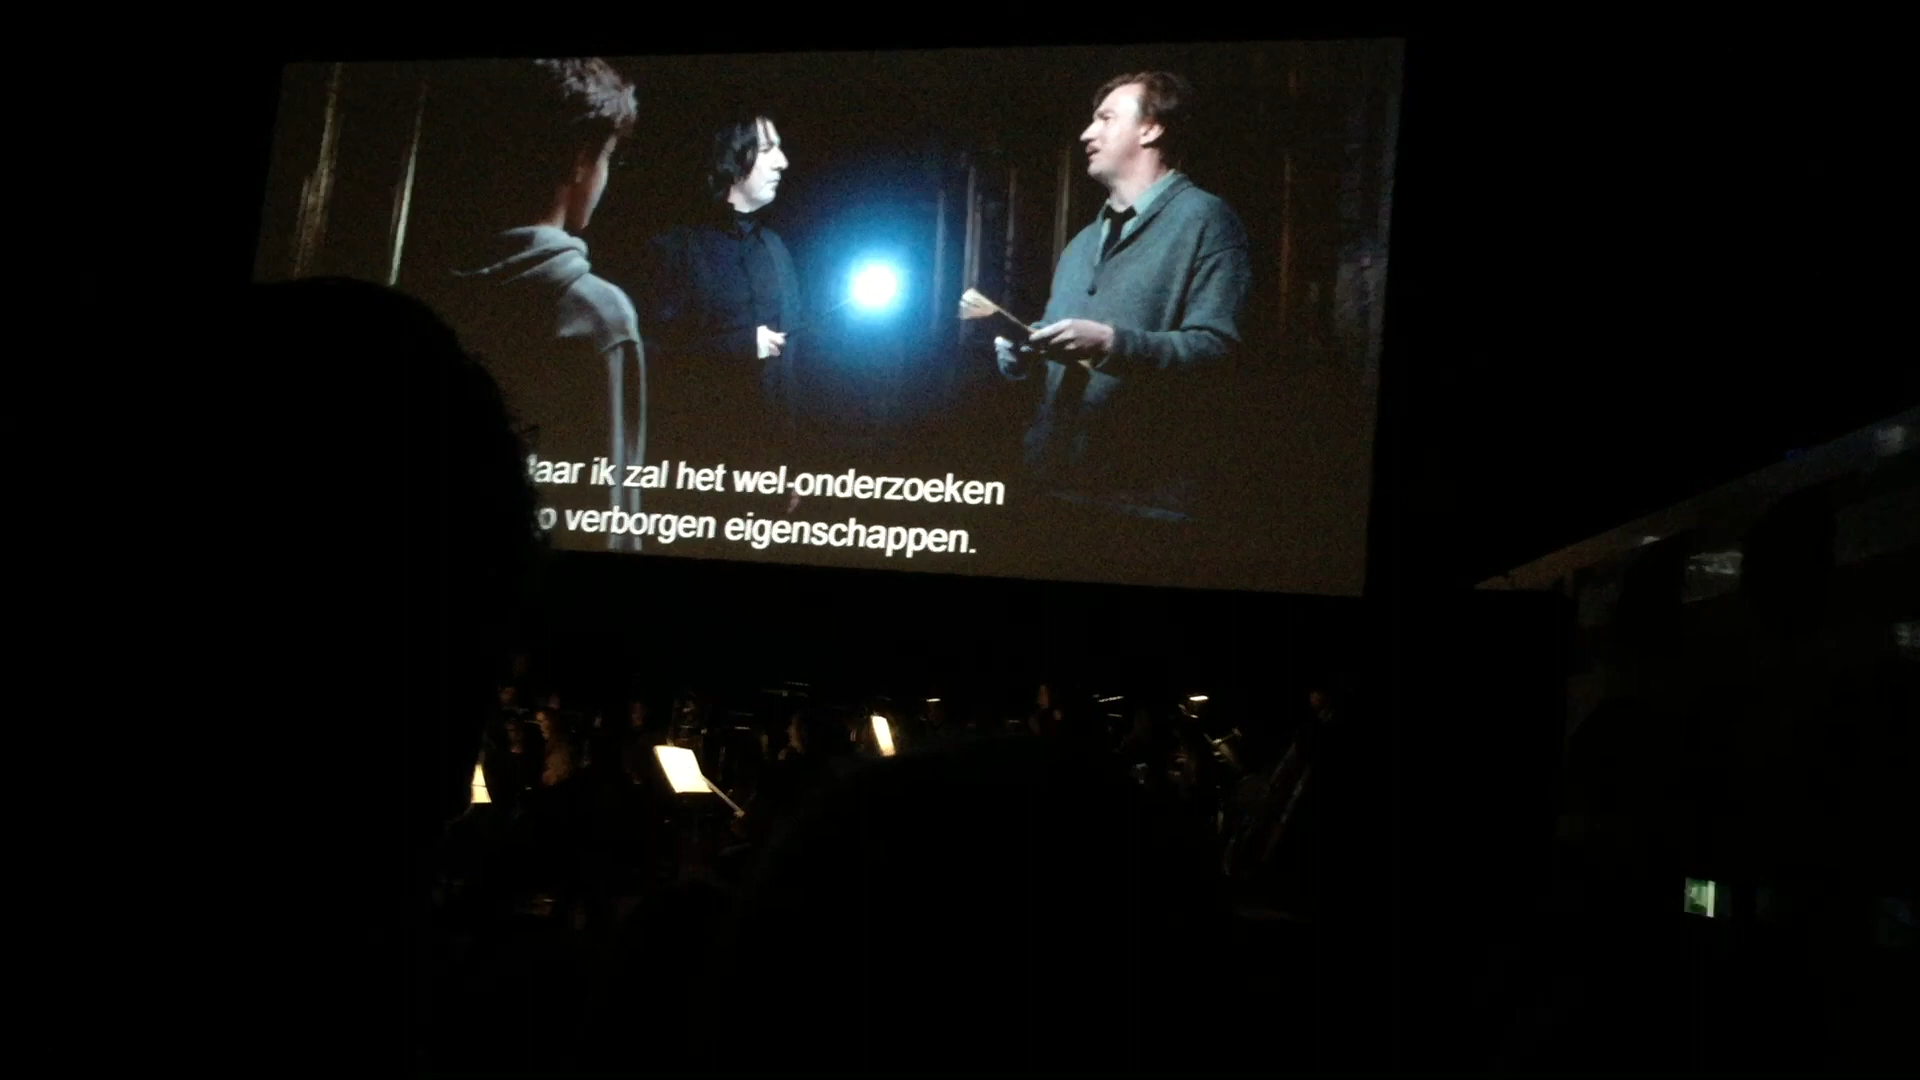 aar ik zal het wel-onderzoeken
o verborgen eigenschappen.